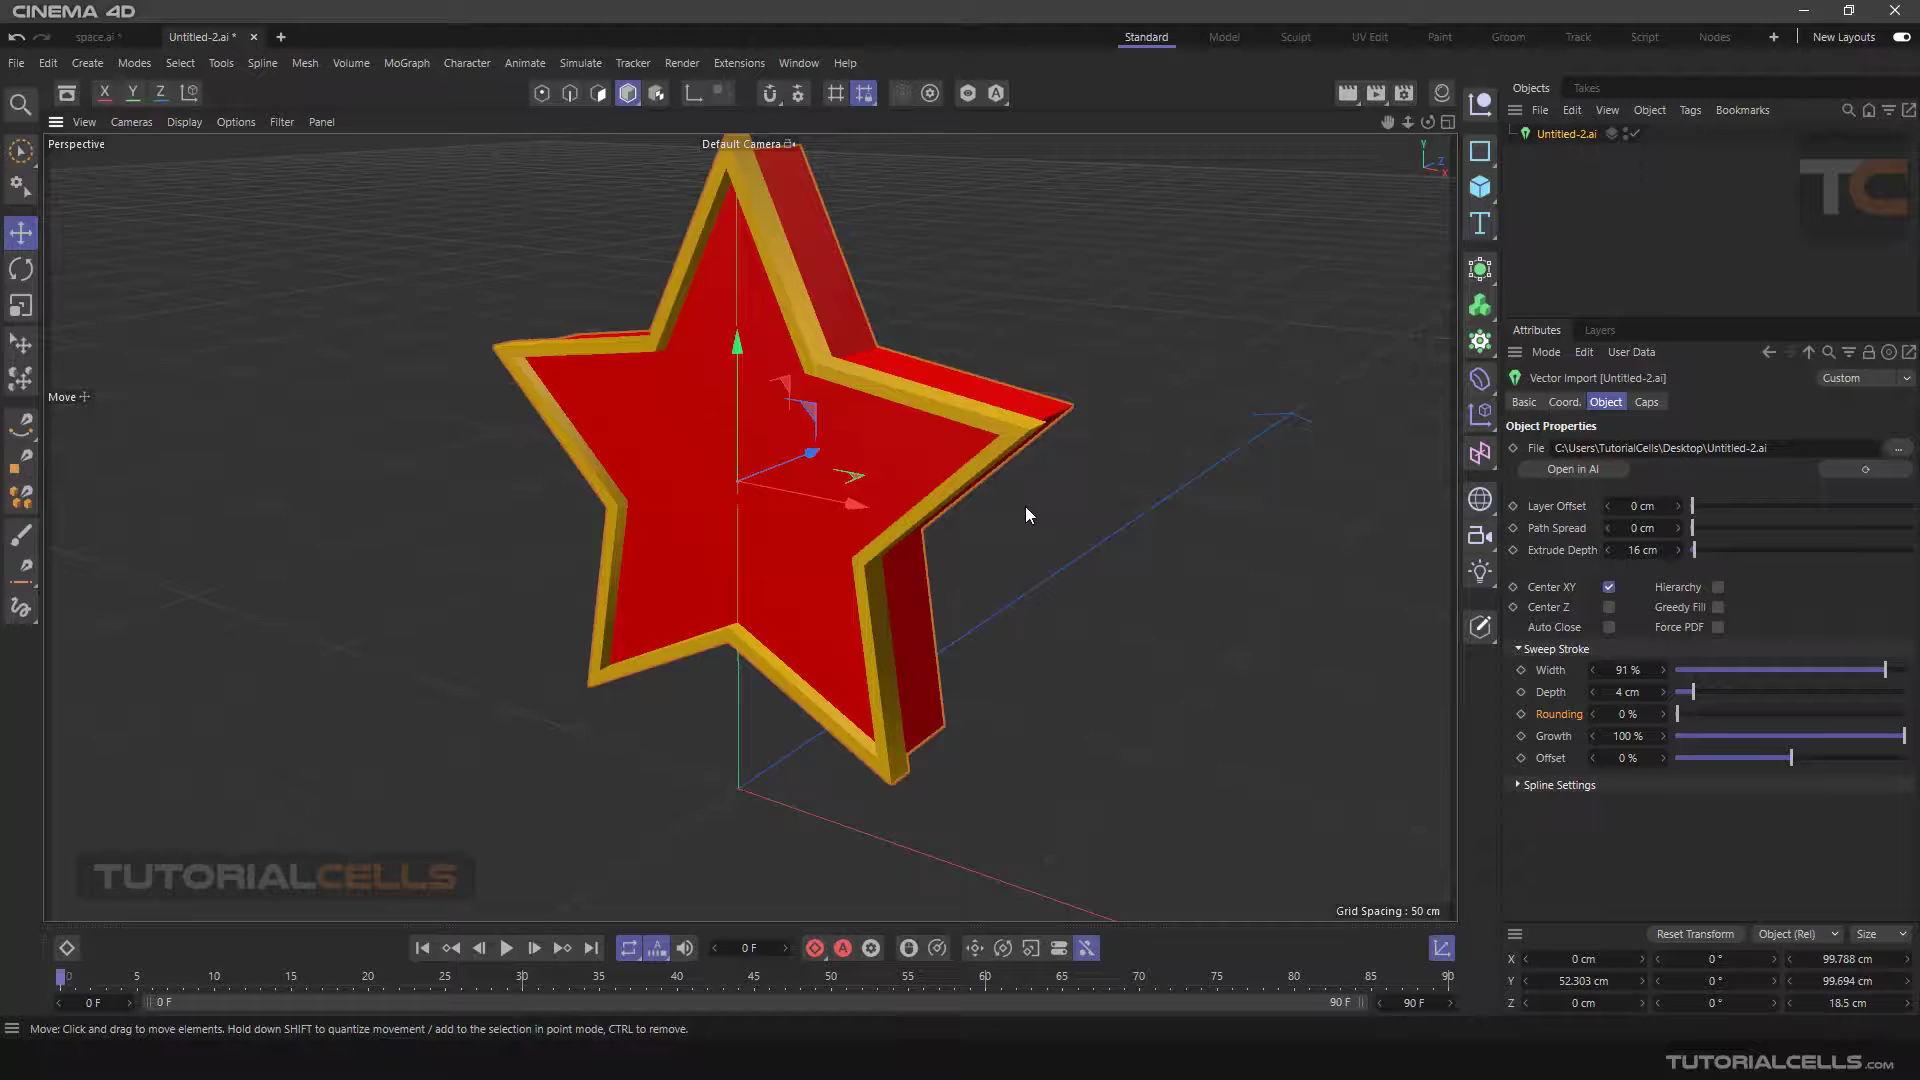 CINEMA 4D
space.ai *
Untitled-2.ai *
Standard Model Sculpt UV Edit Paint Groom Track Script Nodes New Layouts
File Edit Create Modes Select Tools Spline Mesh Volume MoGraph Character Animate Simulate Tracker Render Extensions Window Help
X Y Z
View Cameras Display Options Filter Panel
Perspective
Default Camera
Y
Z
X
Move
Grid Spacing : 50 cm
TUTORIALCELLS
Objects Takes
File Edit View Object Tags Bookmarks
Untitled-2.ai
TC
Attributes Layers
Mode Edit User Data
Vector Import [Untitled-2.ai] Custom
Basic Coord. Object Caps
Object Properties
File C:\Users\TutorialCells\Desktop\Untitled-2.ai ...
Open in AI
Layer Offset 0 cm
Path Spread 0 cm
Extrude Depth 16 cm
Center XY Hierarchy
Center Z Greedy Fill
Auto Close Force PDF
Sweep Stroke
Width 91 %
Depth 4 cm
Rounding 0 %
Growth 100 %
Offset 0 %
Spline Settings
0 F
0 5 10 15 20 25 30 35 40 45 50 55 60 65 70 75 80 85 90
0 F 0 F 90 F 90 F
Reset Transform Object (Rel) Size
X 0 cm 0 ° 99.788 cm
Y 52.303 cm 0 ° 99.694 cm
Z 0 cm 0 ° 18.5 cm
Move: Click and drag to move elements. Hold down SHIFT to quantize movement / add to the selection in point mode, CTRL to remove.
TUTORIALCELLS.COM